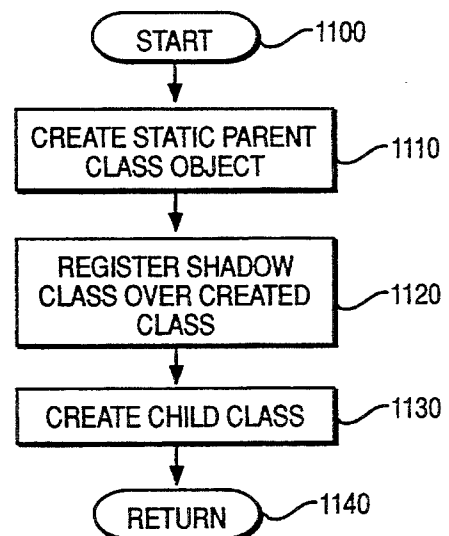 START
1100
CREATE STATIC PARENT
CLASS OBJECT
1110
REGISTER SHADOW
CLASS OVER CREATED
CLASS
1120
CREATE CHILD CLASS
1130
RETURN
1140